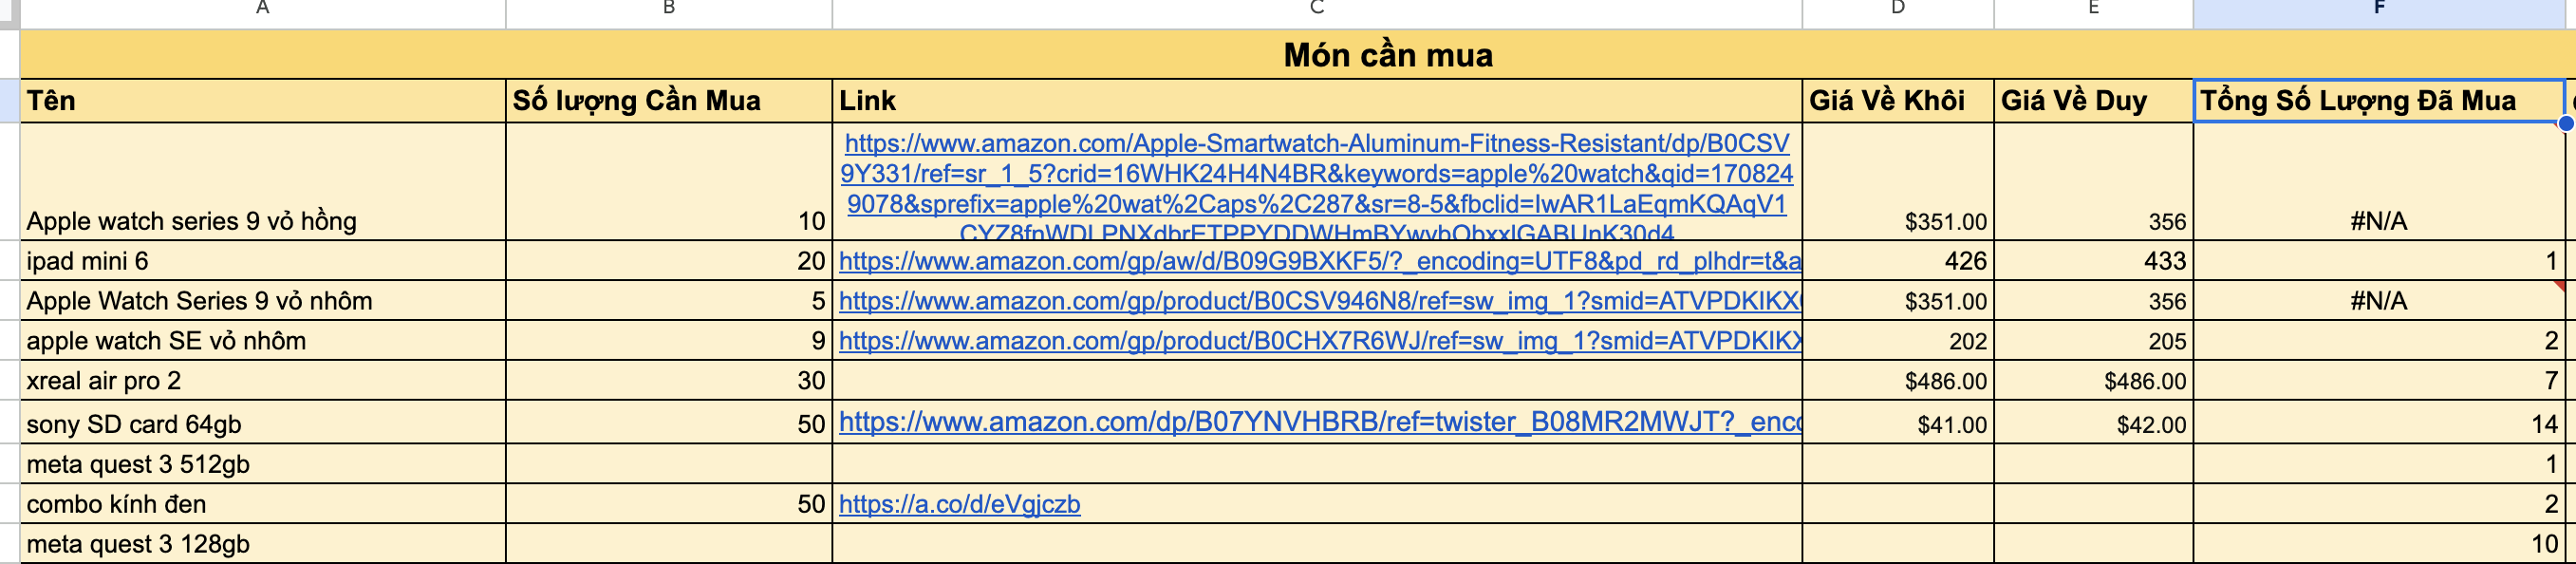 A B C D E F
Món cần mua
Tên Số lượng Cần Mua Link Giá Về Khôi Giá Về Duy Tổng Số Lượng Đã Mua
https://www.amazon.com/Apple-Smartwatch-Aluminum-Fitness-Resistant/dp/B0CSV
9Y331/ref=sr_1_5?crid=16WHK24H4N4BR&keywords=apple%20watch&qid=170824
9078&sprefix=apple%20wat%2Caps%2C287&sr=8-5&fbclid=IwAR1LaEqmKQAqV1
Apple watch series 9 vỏ hồng 10 $351.00 356 #N/A
ipad mini 6 20 https://www.amazon.com/gp/aw/d/B09G9BXKF5/?_encoding=UTF8&pd_rd_plhdr=t&a 426 433 1
Apple Watch Series 9 vỏ nhôm 5 https://www.amazon.com/gp/product/B0CSV946N8/ref=sw_img_1?smid=ATVPDKIKX $351.00 356 #N/A
apple watch SE vỏ nhôm 9 https://www.amazon.com/gp/product/B0CHX7R6WJ/ref=sw_img_1?smid=ATVPDKIKX 202 205 2
xreal air pro 2 30 $486.00 $486.00 7
sony SD card 64gb 50 https://www.amazon.com/dp/B07YNVHBRB/ref=twister_B08MR2MWJT?_enc $41.00 $42.00 14
meta quest 3 512gb 1
combo kính đen 50 https://a.co/d/eVgjczb 2
meta quest 3 128gb 10